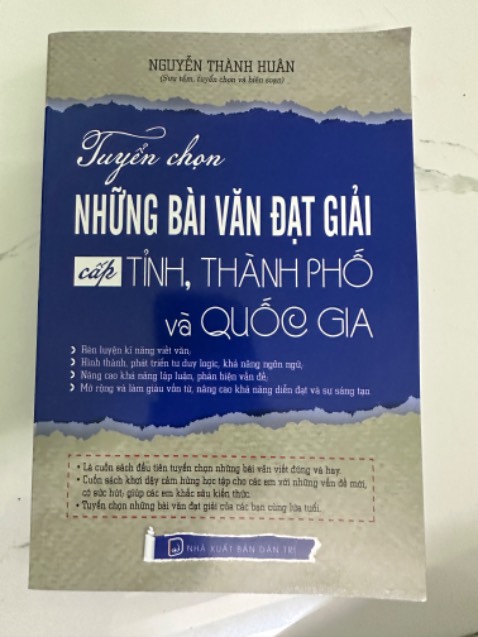 NGUYỄN THÀNH HUÂN
(Sưu tầm, tuyển chọn và biên soạn)
Tuyển chọn
NHỮNG BÀI VĂN ĐẠT GIẢI
cấp TỈNH, THÀNH PHỐ
và QUỐC GIA
Rèn luyện kĩ năng viết văn;
Hình thành, phát triển tư duy logic, khả năng ngôn ngữ;
Nâng cao khả năng lập luận, phản biện vấn đề;
Mở rộng và làm giàu vốn từ, nâng cao khả năng diễn đạt và sự sáng tạo.
• Là cuốn sách đầu tiên tuyển chọn những bài văn viết đúng và hay.
• Cuốn sách khơi dậy cảm hứng học tập cho các em với những vấn đề mới,
có sức hút, giúp các em khắc sâu kiến thức.
• Tuyển chọn những bài văn đạt giải của các bạn cùng lứa tuổi.
NHÀ XUẤT BẢN DÂN TRÍ